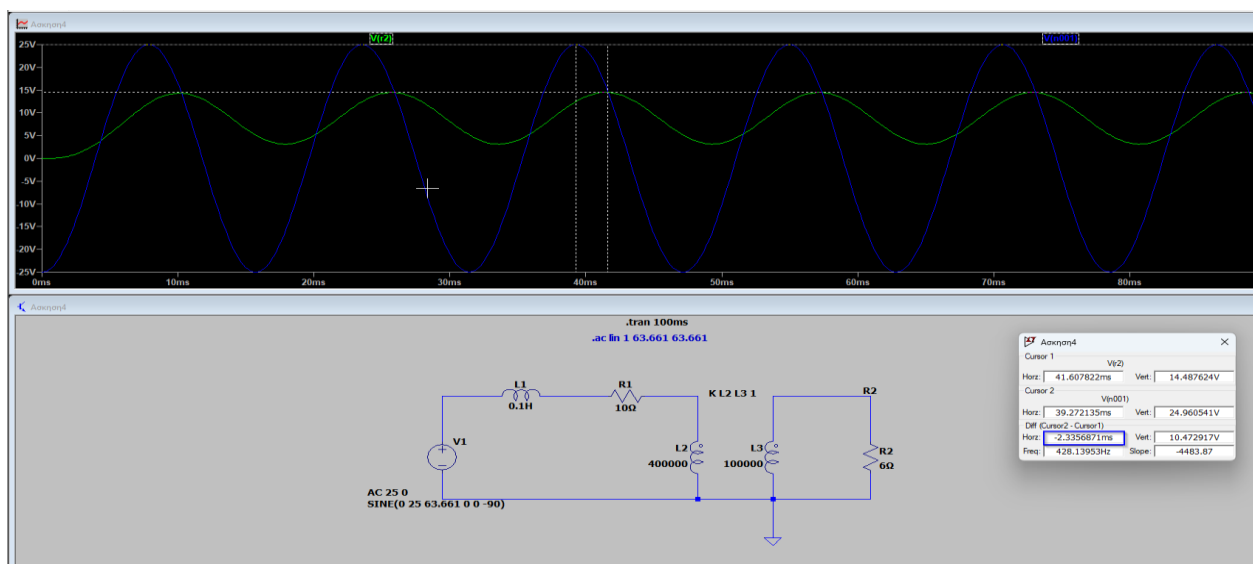 Ασκηση4
V(r2) V(n001)
25V
20V
15V
10V
5V
0V
-5V
-10V
-15V
-20V
-25V
0ms 10ms 20ms 30ms 40ms 50ms 60ms 70ms 80ms
Ασκηση4
.tran 100ms
.ac lin 1 63.661 63.661
L1
0.1H
R1
10Ω
K L2 L3 1
R2
V1
L2
400000
L3
100000
R2
6Ω
AC 25 0
SINE(0 25 63.661 0 0 -90)
Ασκηση4
Cursor 1
V(r2)
Horz: 41.607822ms Vert: 14.487624V
Cursor 2
V(n001)
Horz: 39.272135ms Vert: 24.960541V
Diff (Cursor2 - Cursor1)
Horz: -2.3356871ms Vert: 10.472917V
Freq: 428.13953Hz Slope: -4483.87